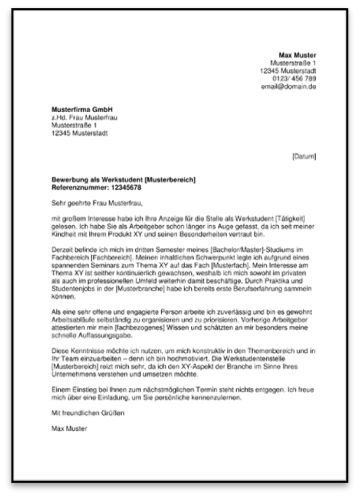 Max Muster
Musterstraße 1
12345 Musterstadt
0123/ 456 789
email@domain.de
Musterfirma GmbH
z.Hd. Frau Musterfrau
Musterstraße 1
12345 Musterstadt
[Datum]
Bewerbung als Werkstudent [Musterbereich]
Referenznummer: 12345678
Sehr geehrte Frau Musterfrau,
mit großem Interesse habe ich Ihre Anzeige für die Stelle als Werkstudent [Tätigkeit]
gelesen. Ich habe Sie als Arbeitgeber schon länger ins Auge gefasst, da ich seit meiner
Kindheit mit Ihrem Produkt XY und seinen Besonderheiten vertraut bin.
Derzeit befinde ich mich im dritten Semester meines [Bachelor/Master]-Studiums im
Fachbereich [Fachbereich]. Meinen inhaltlichen Schwerpunkt legte ich aufgrund eines
spannenden Seminars zum Thema XY auf das Fach [Musterfach]. Mein Interesse am
Thema XY ist seither kontinuierlich gewachsen, weshalb ich mich sowohl im privaten
als auch im professionellen Umfeld weiterhin damit beschäftige. Durch Praktika und
Studentenjobs in der [Musterbranche] habe ich bereits erste Berufserfahrung sammeln
können.
Als eine sehr offene und engagierte Person arbeite ich zuverlässig und bin es gewohnt
Arbeitsabläufe selbständig zu organisieren und zu priorisieren. Vorherige Arbeitgeber
attestierten mir mein [fachbezogenes] Wissen und schätzten an mir besonders meine
schnelle Auffassungsgabe.
Diese Kenntnisse möchte ich nutzen, um mich konstruktiv in den Themenbereich und in
Ihr Team einzuarbeiten – denn ich bin hochmotiviert. Die Werkstudentenstelle
[Musterbereich] reizt mich sehr, da ich den XY-Aspekt der Branche im Sinne Ihres
Unternehmens verstehen und umsetzen möchte.
Einem Einstieg bei Ihnen zum nächstmöglichen Termin steht nichts entgegen. Ich freue
mich über eine Einladung, um Sie persönliche kennenzulernen.
Mit freundlichen Grüßen
Max Muster